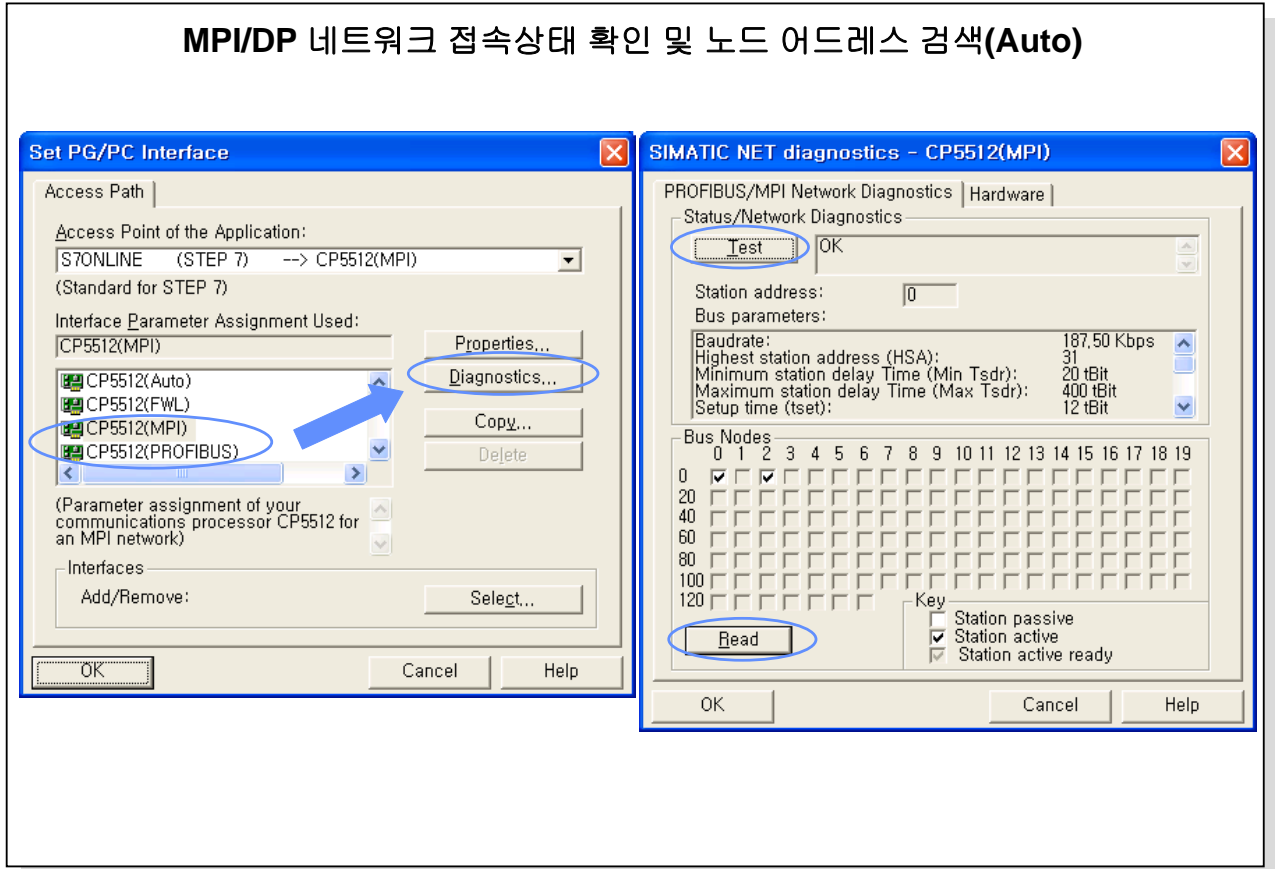 MPI/DP 네트워크 접속상태 확인 및 노드 어드레스 검색(Auto)
Set PG/PC Interface
Access Path
Access Point of the Application:
S7ONLINE (STEP 7) --> CP5512(MPI)
(Standard for STEP 7)
Interface Parameter Assignment Used:
CP5512(MPI)
Properties...
CP5512(Auto)
CP5512(FWL)
CP5512(MPI)
CP5512(PROFIBUS)
Diagnostics...
Copy...
Delete
(Parameter assignment of your
communications processor CP5512 for
an MPI network)
Interfaces
Add/Remove:
Select...
OK
Cancel
Help
SIMATIC NET diagnostics - CP5512(MPI)
PROFIBUS/MPI Network Diagnostics
Hardware
Status/Network Diagnostics
Test
OK
Station address:
0
Bus parameters:
Baudrate: 187,50 Kbps
Highest station address (HSA): 31
Minimum station delay Time (Min Tsdr): 20 tBit
Maximum station delay Time (Max Tsdr): 400 tBit
Setup time (tset): 12 tBit
Bus Nodes
0 1 2 3 4 5 6 7 8 9 10 11 12 13 14 15 16 17 18 19
0
20
40
60
80
100
120
Key
Station passive
Station active
Station active ready
Read
OK
Cancel
Help